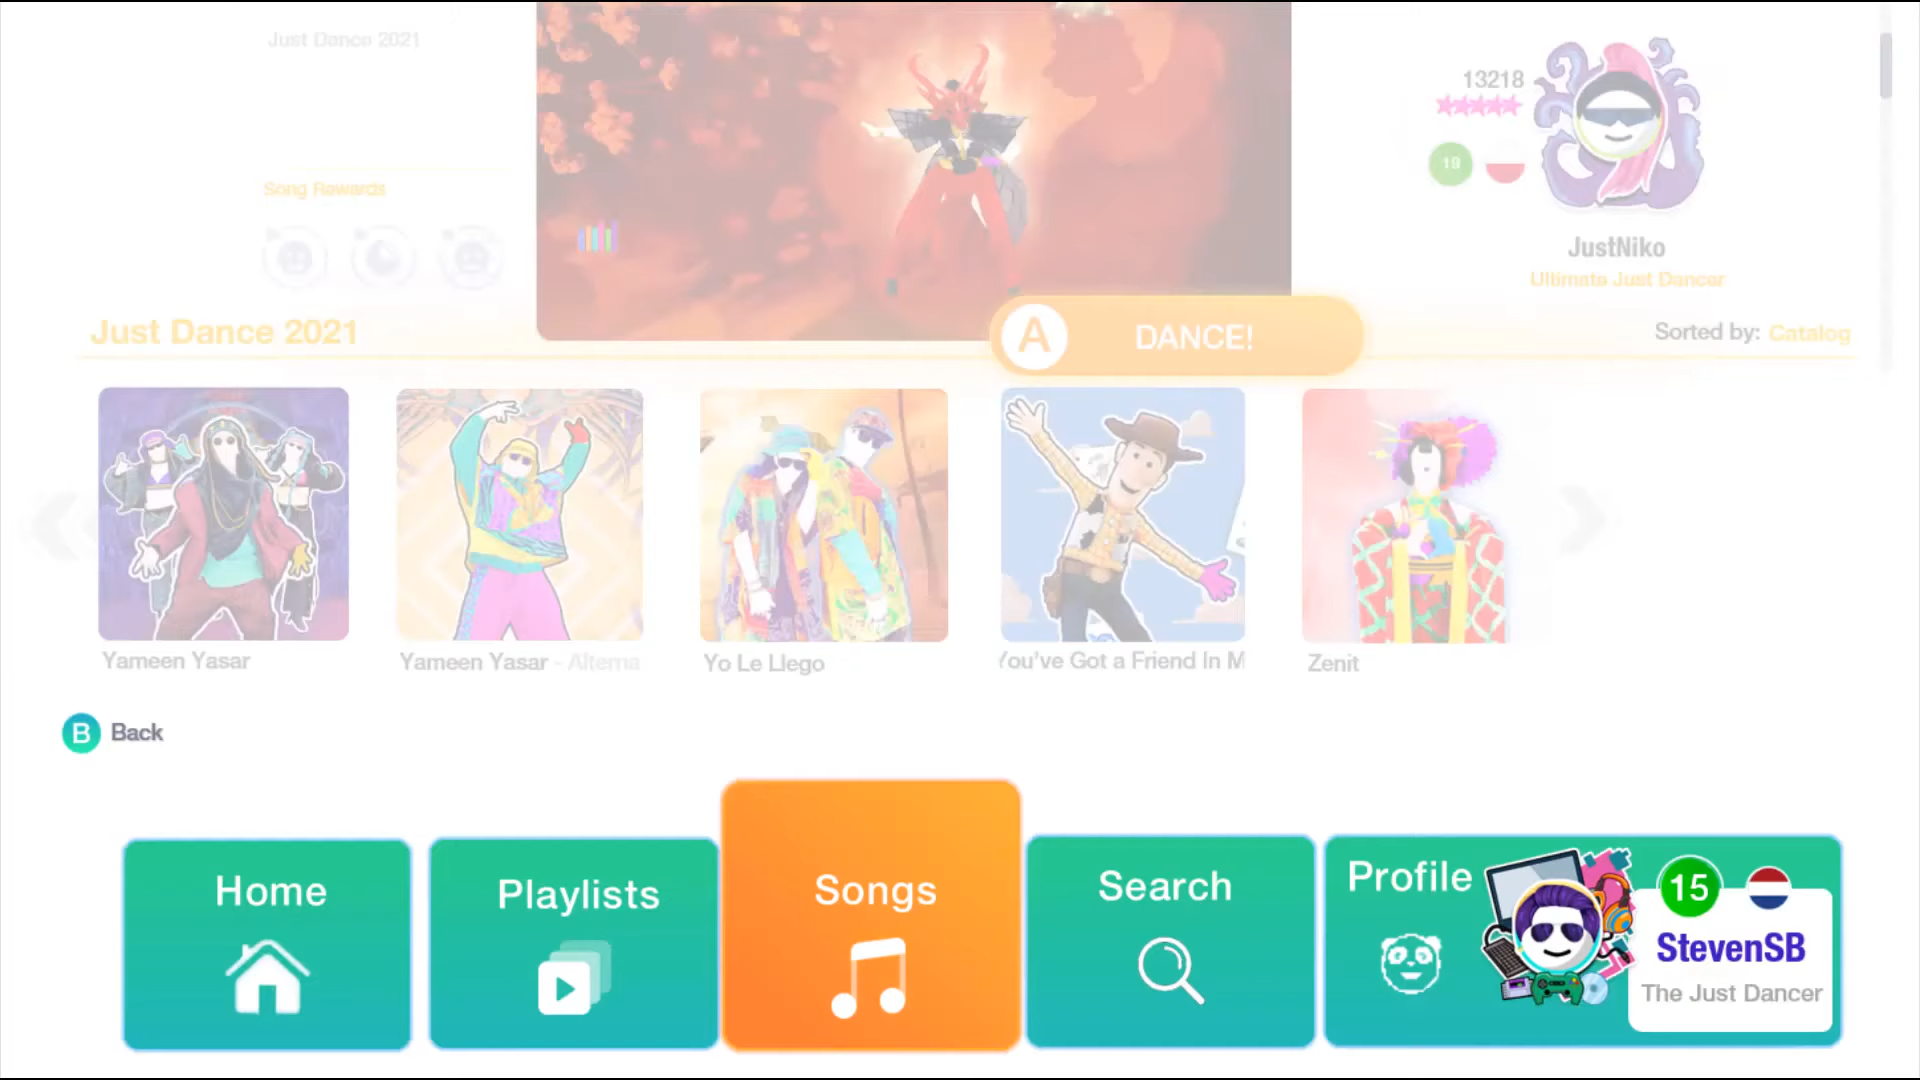 Just Dance 2021
13218
19
Song Rewards
JustNiko
Ultimate Just Dancer
Just Dance 2021
A DANCE!
Sorted by: Catalog
Yameen Yasar
Yameen Yasar - Alterna
Yo Le Llego
You've Got a Friend In M
Zenit
B Back
Home
Playlists
Songs
Search
Profile
15
StevenSB
The Just Dancer